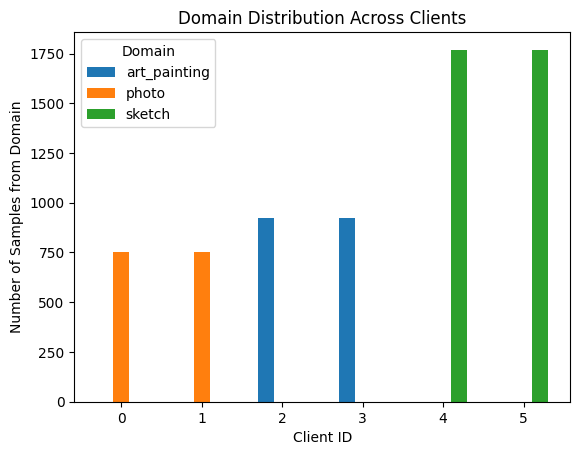 Domain Distribution Across Clients
Domain
art_painting
photo
sketch
Number of Samples from Domain
1750
1500
1250
1000
750
500
250
0
0 1 2 3 4 5
Client ID